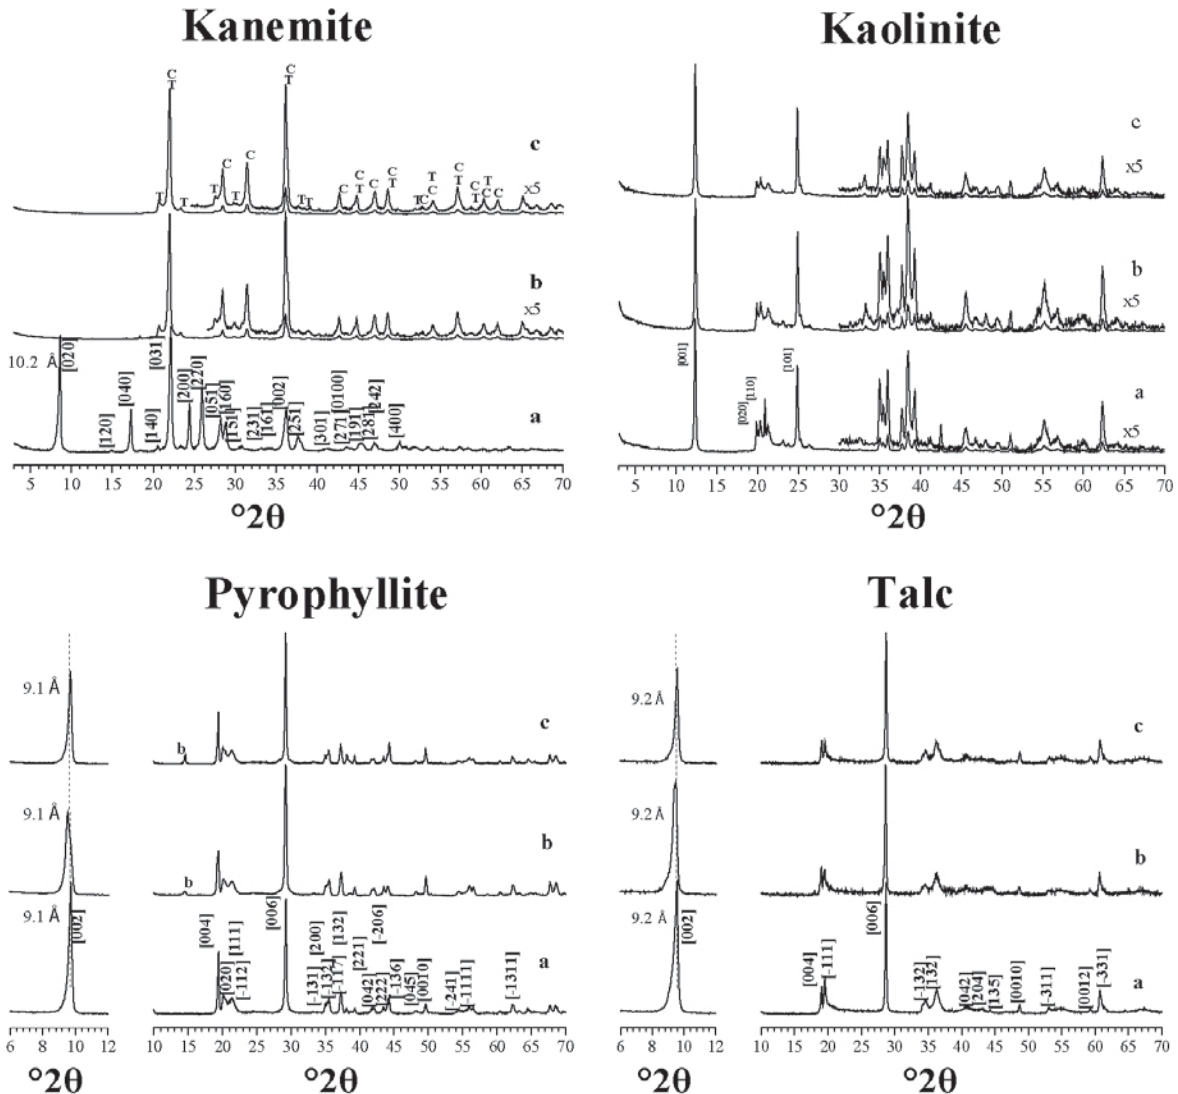 Kanemite
C
T
C
T
T
T
T
C
T
C
T
T
C
C
T
C
C
T
T
C
T
C
C
T
C
T
T
C
C
c
x5
b
x5
10.2 Å
[020]
[120]
[040]
[140]
[031]
[200]
[220]
[051]
[160]
[151]
[231]
[161]
[002]
[251]
[301]
[0100]
[271]
[191]
[281]
[242]
[400]
a
5 10 15 20 25 30 35 40 45 50 55 60 65 70
°2θ
Kaolinite
c
x5
b
x5
[001]
[020]
[110]
[101]
a
x5
5 10 15 20 25 30 35 40 45 50 55 60 65 70
°2θ
Pyrophyllite
9.1 Å
b
c
9.1 Å
b
b
9.1 Å
[002]
[004]
[020]
[111]
[-112]
[006]
[-131]
[200]
[-132]
[-117]
[132]
[221]
[042]
[222]
[-206]
[-136]
[045]
[0010]
[-241]
[-1111]
[-1311]
a
6 8 10 12
10 15 20 25 30 35 40 45 50 55 60 65 70
°2θ
°2θ
Talc
9.2 Å
c
9.2 Å
b
9.2 Å
[002]
[004]
[-111]
[006]
[-132]
[132]
[042]
[204]
[135]
[0010]
[-311]
[0012]
[-331]
a
6 8 10 12
10 15 20 25 30 35 40 45 50 55 60 65 70
°2θ
°2θ